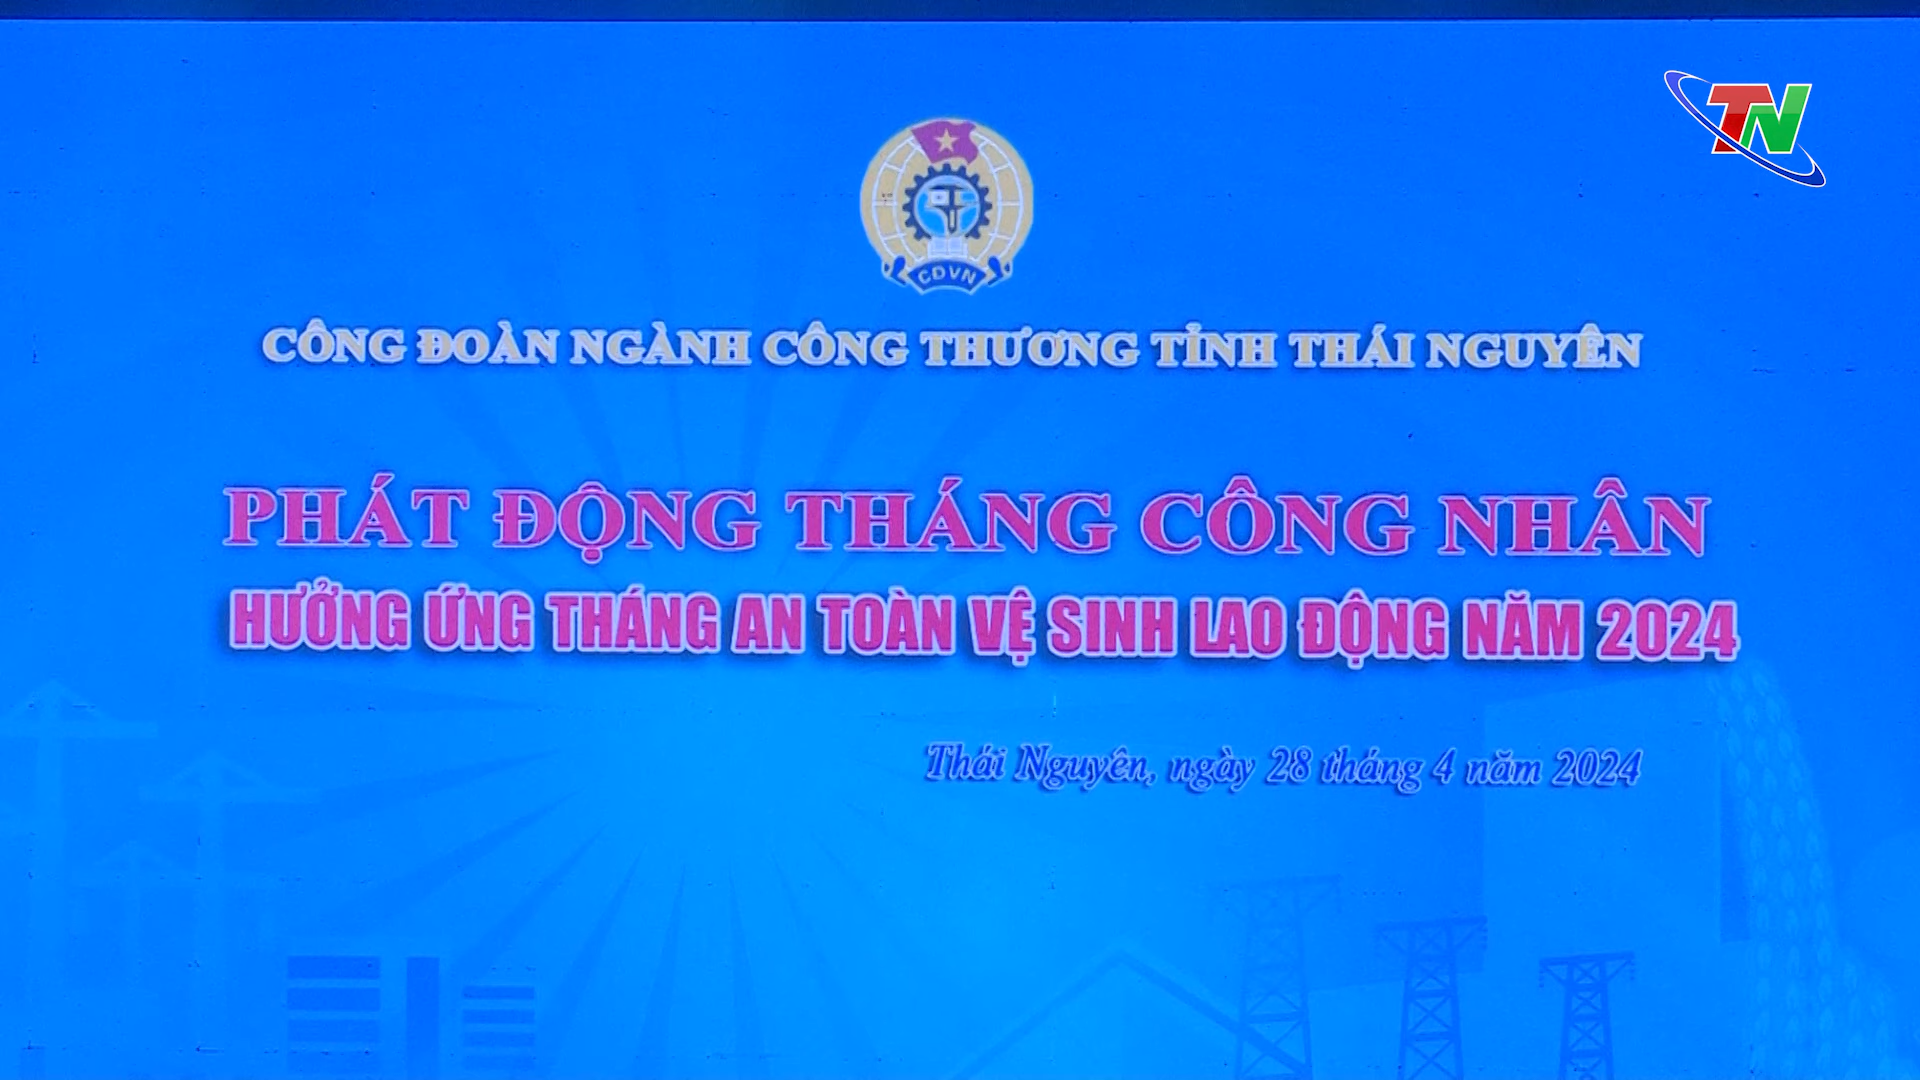 TN
CĐVN
CÔNG ĐOÀN NGÀNH CÔNG THƯƠNG TỈNH THÁI NGUYÊN
PHÁT ĐỘNG THÁNG CÔNG NHÂN
HƯỞNG ỨNG THÁNG AN TOÀN VỆ SINH LAO ĐỘNG NĂM 2024
Thái Nguyên, ngày 28 tháng 4 năm 2024